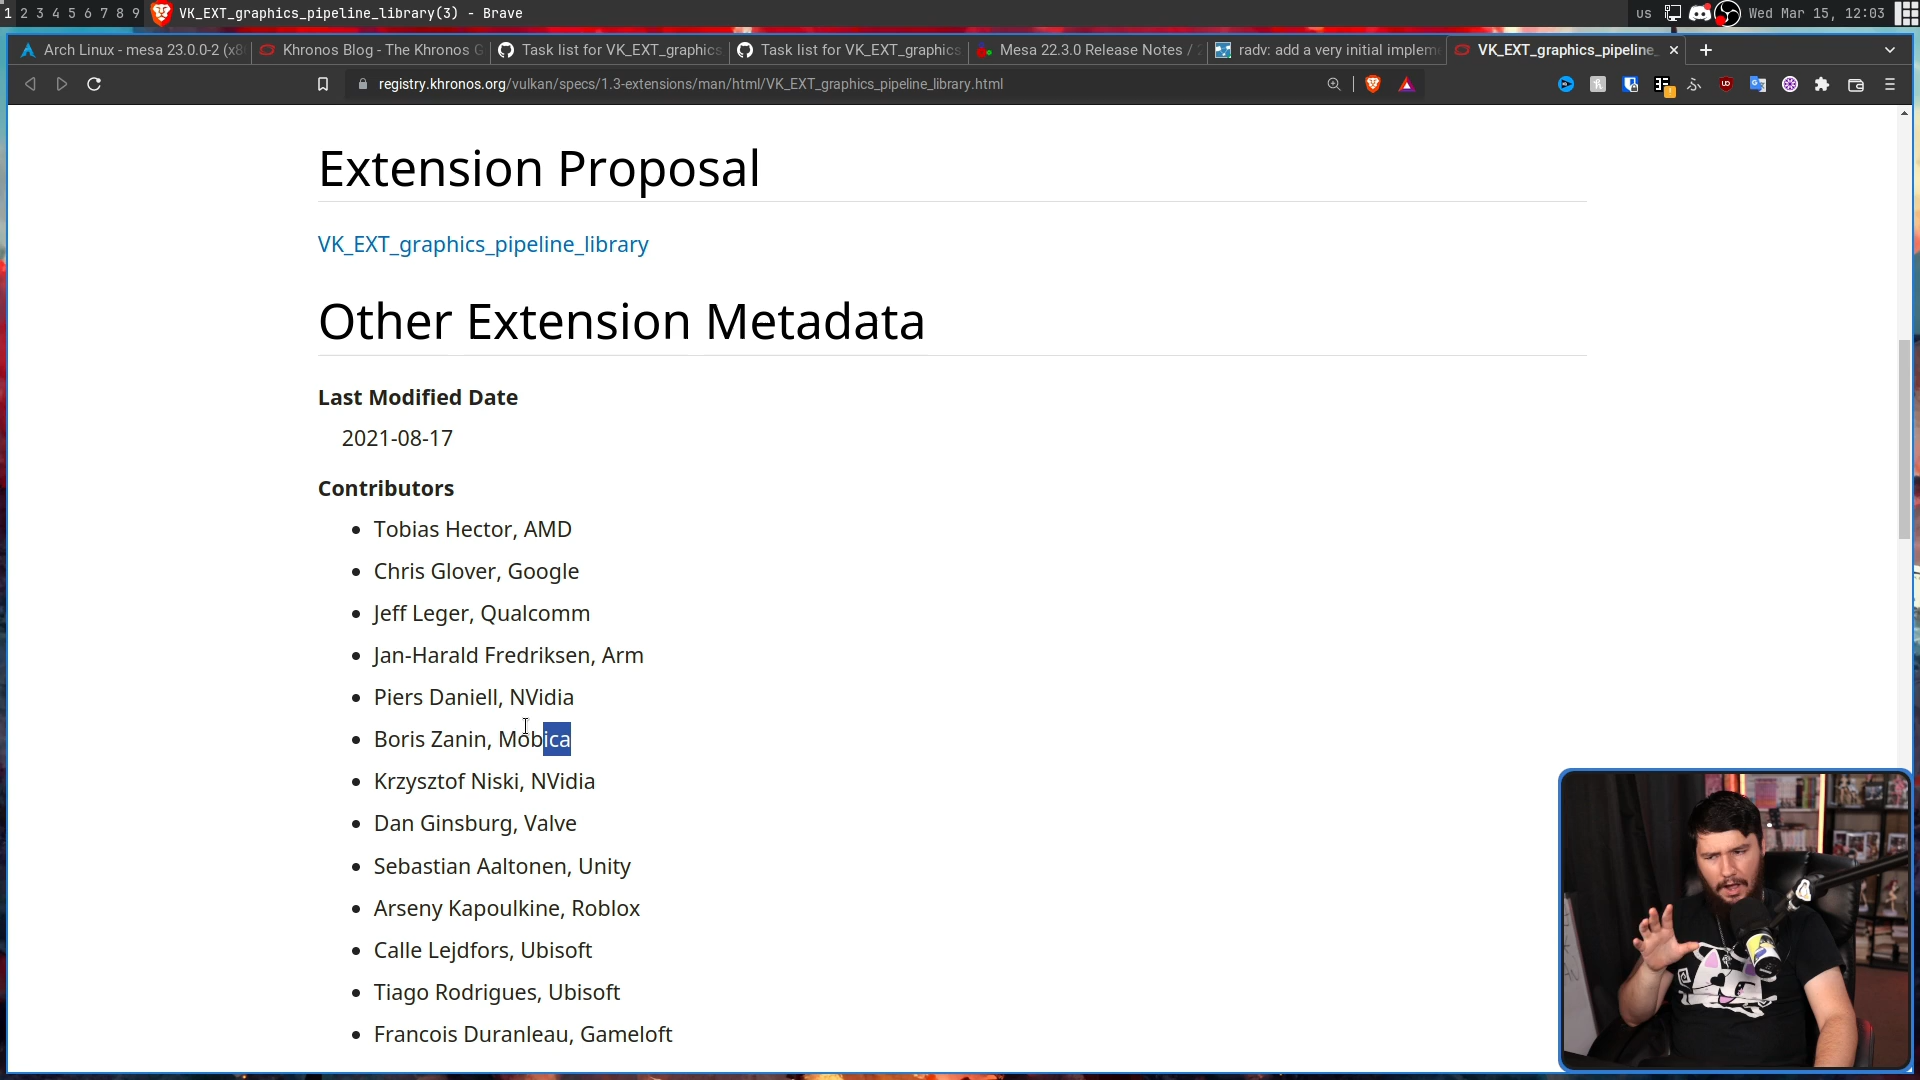 1 2 3 4 5 6 7 8 9 VK_EXT_graphics_pipeline_library(3) - Brave us Wed Mar 15, 12:03
Arch Linux - mesa 23.0.0-2 (x8 Khronos Blog - The Khronos G Task list for VK_EXT_graphics Task list for VK_EXT_graphics Mesa 22.3.0 Release Notes / radv: add a very initial implem VK_EXT_graphics_pipeline_
registry.khronos.org/vulkan/specs/1.3-extensions/man/html/VK_EXT_graphics_pipeline_library.html
Extension Proposal
VK_EXT_graphics_pipeline_library
Other Extension Metadata
Last Modified Date
2021-08-17
Contributors
Tobias Hector, AMD
Chris Glover, Google
Jeff Leger, Qualcomm
Jan-Harald Fredriksen, Arm
Piers Daniell, NVidia
Boris Zanin, Mobica
Krzysztof Niski, NVidia
Dan Ginsburg, Valve
Sebastian Aaltonen, Unity
Arseny Kapoulkine, Roblox
Calle Lejdfors, Ubisoft
Tiago Rodrigues, Ubisoft
Francois Duranleau, Gameloft